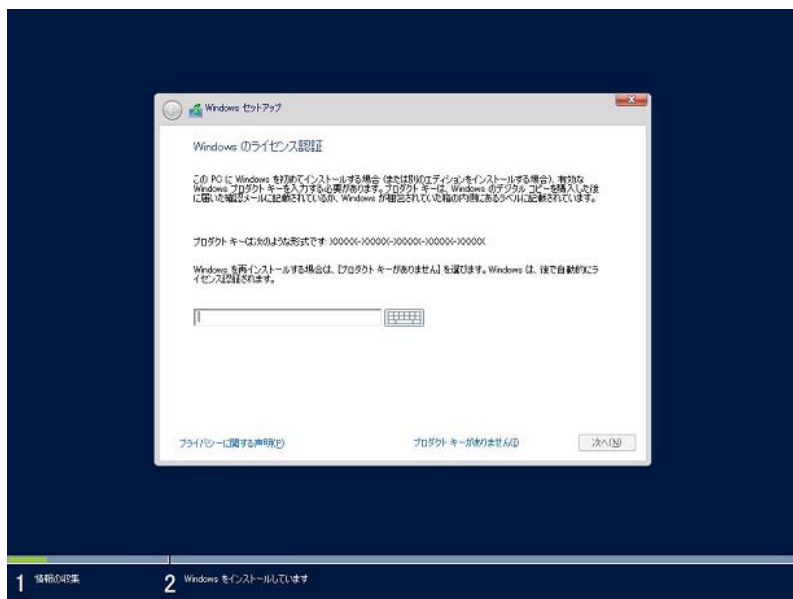 Windows セットアップ
Windows のライセンス認証
この PC に Windows を初めてインストールする場合 (または別のエディションをインストールする場合)、有効な
Windows プロダクト キーを入力する必要があります。プロダクト キーは、Windows のデジタル コピーを購入した後
に届いた確認メールに記載されているか、Windows が梱包されていた箱の内側にあるラベルに記載されています。
プロダクト キーは次のような形式です :XXXXX-XXXXX-XXXXX-XXXXX-XXXXX
Windows を再インストールする場合は、[プロダクト キーがありません] を選びます。Windows は、後で自動的にラ
イセンス認証されます。
プライバシーに関する声明(P)
プロダクト キーがありません(I)
次へ(N)
1 情報の収集
2 Windows をインストールしています